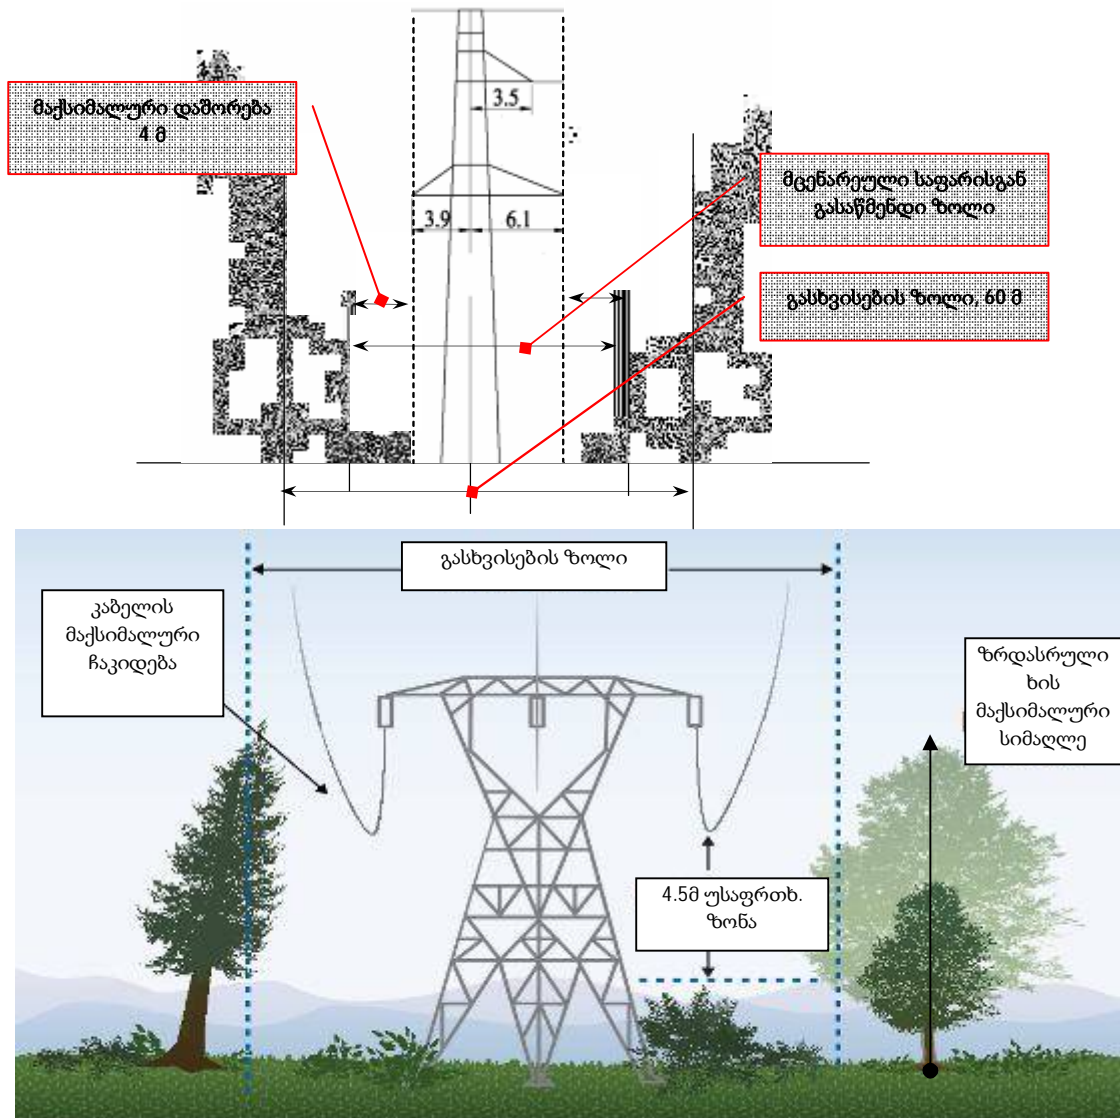 მაქსიმალური დაშორება
4 მ
3.5
მცენარეული საფარისგან
გასაწმენდი ზოლი
3.9
6.1
გასხვისების ზოლი, 60 მ
გასხვისების ზოლი
კაბელის
მაქსიმალური
ჩაკიდება
ზრდასრული
ხის
მაქსიმალური
სიმაღლე
4.5მ უსაფრთხ.
ზონა